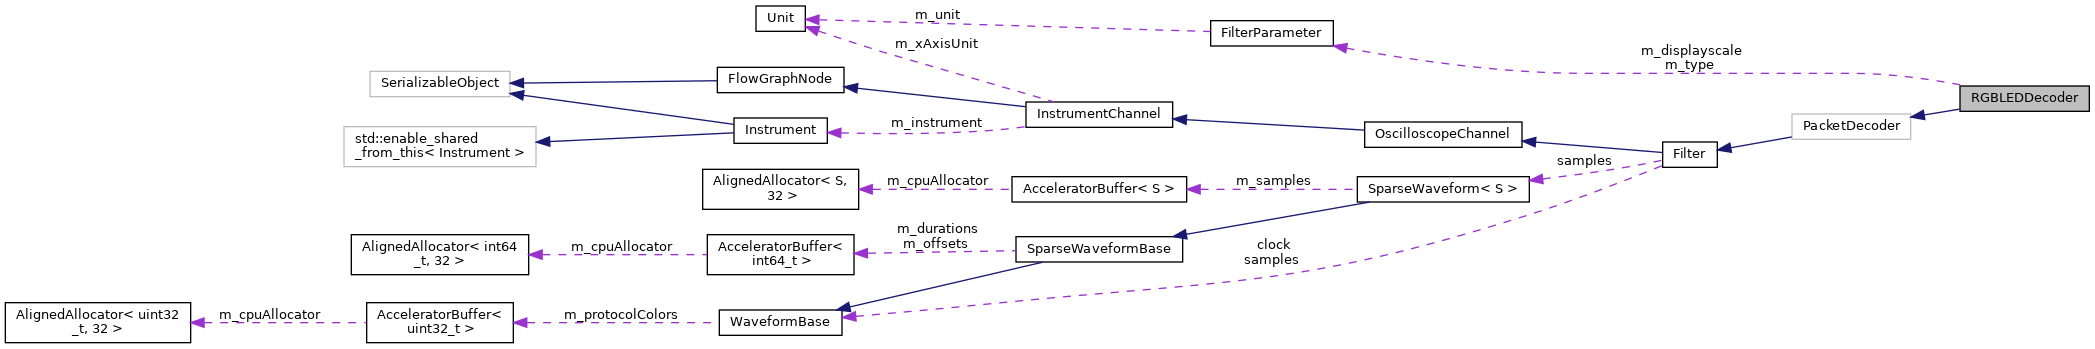 Unit
m_unit
FilterParameter
m_xAxisUnit
m_displayscale
m_type
SerializableObject
FlowGraphNode
RGBLEDDecoder
InstrumentChannel
m_instrument
Instrument
std::enable_shared
_from_this< Instrument >
OscilloscopeChannel
PacketDecoder
Filter
samples
AlignedAllocator< S,
32 >
m_cpuAllocator
AcceleratorBuffer< S >
m_samples
SparseWaveform< S >
AlignedAllocator< int64
_t, 32 >
m_cpuAllocator
AcceleratorBuffer<
int64_t >
m_durations
m_offsets
SparseWaveformBase
clock
samples
AlignedAllocator< uint32
_t, 32 >
m_cpuAllocator
AcceleratorBuffer<
uint32_t >
m_protocolColors
WaveformBase